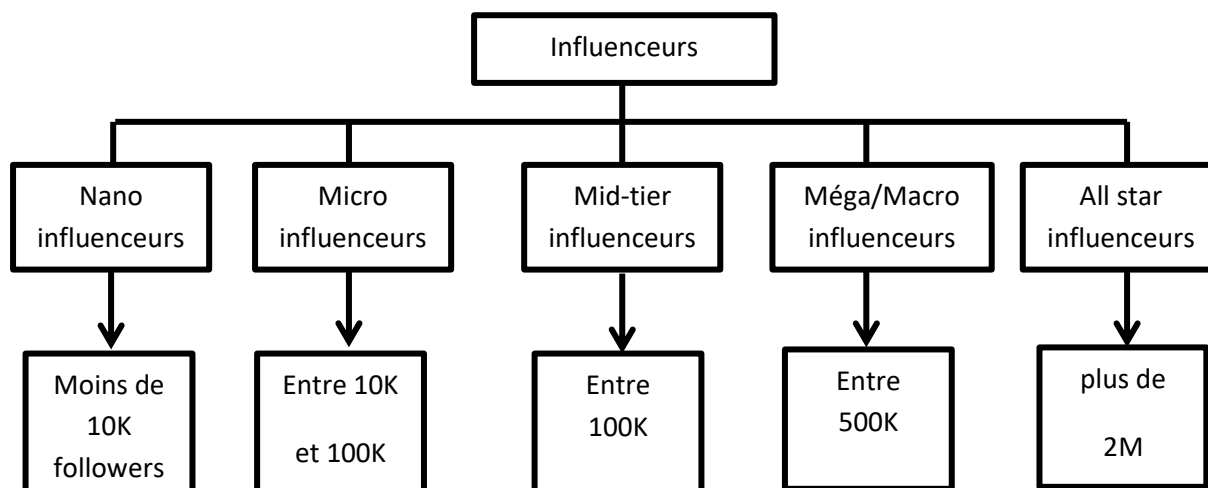 Influenceurs
Nano
influenceurs
Micro
influenceurs
Mid-tier
influenceurs
Méga/Macro
influenceurs
All star
influenceurs
Moins de
10K
followers
Entre 10K
et 100K
Entre
100K
Entre
500K
plus de
2M